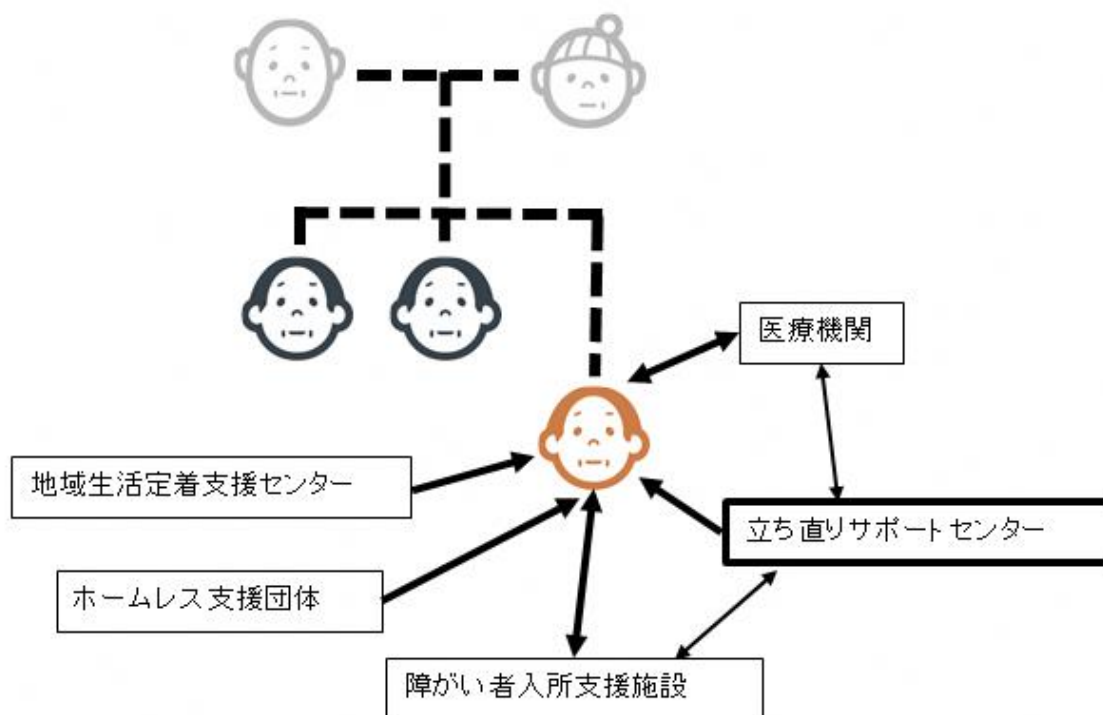 医療機関
地域生活定着支援センター
立ち直りサポートセンター
ホームレス支援団体
障がい者入所支援施設